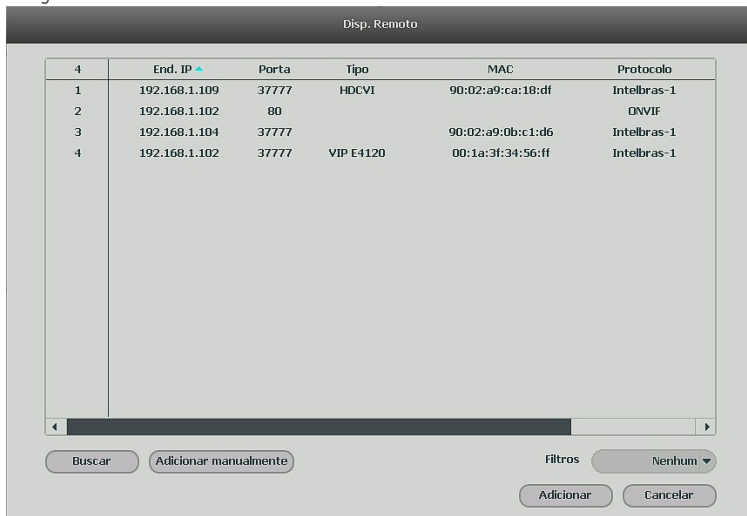 Disp. Remoto
4 End. IP Porta Tipo MAC Protocolo
1 192.168.1.109 37777 HDCVI 90:02:a9:ca:18:df Intelbras-1
2 192.168.1.102 80 ONVIF
3 192.168.1.104 37777 90:02:a9:0b:c1:d6 Intelbras-1
4 192.168.1.102 37777 VIP E4120 00:1a:3f:34:56:ff Intelbras-1
Buscar Adicionar manualmente Filtros Nenhum
Adicionar Cancelar